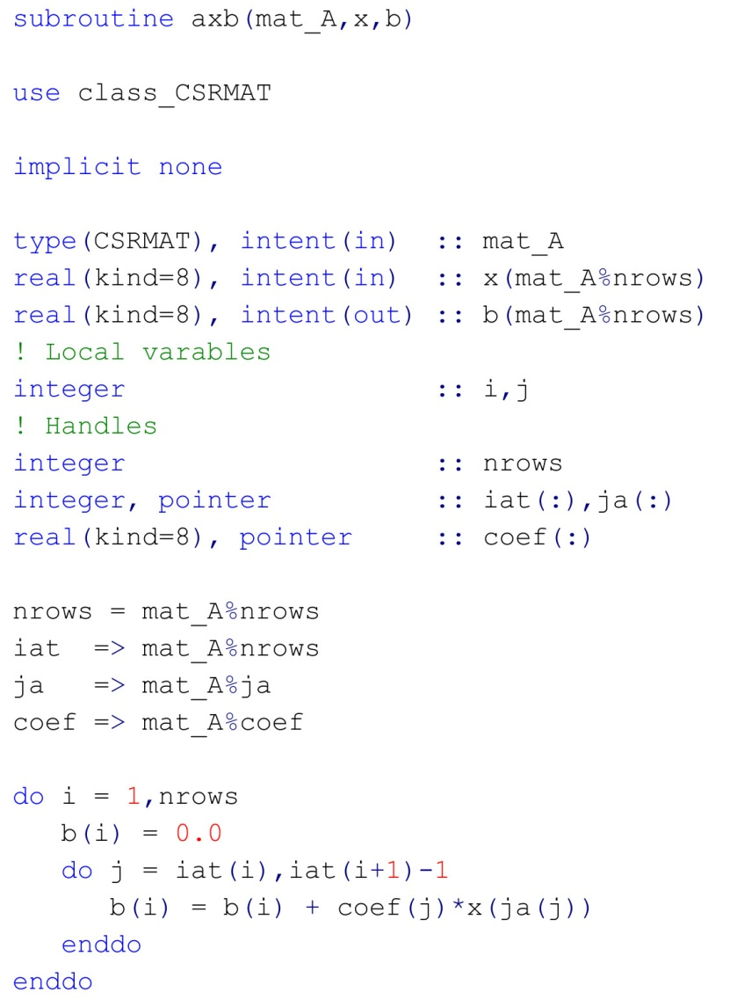 subroutine axb(mat_A,x,b)
use class_CSRMAT
implicit none
type(CSRMAT), intent(in)  :: mat_A
real(kind=8), intent(in)  :: x(mat_A%nrows)
real(kind=8), intent(out) :: b(mat_A%nrows)
! Local varables
integer                   :: i,j
! Handles
integer                   :: nrows
integer, pointer          :: iat(:),ja(:)
real(kind=8), pointer     :: coef(:)
nrows = mat_A%nrows
iat  => mat_A%nrows
ja   => mat_A%ja
coef => mat_A%coef
do i = 1,nrows
   b(i) = 0.0
   do j = iat(i),iat(i+1)-1
      b(i) = b(i) + coef(j)*x(ja(j))
   enddo
enddo